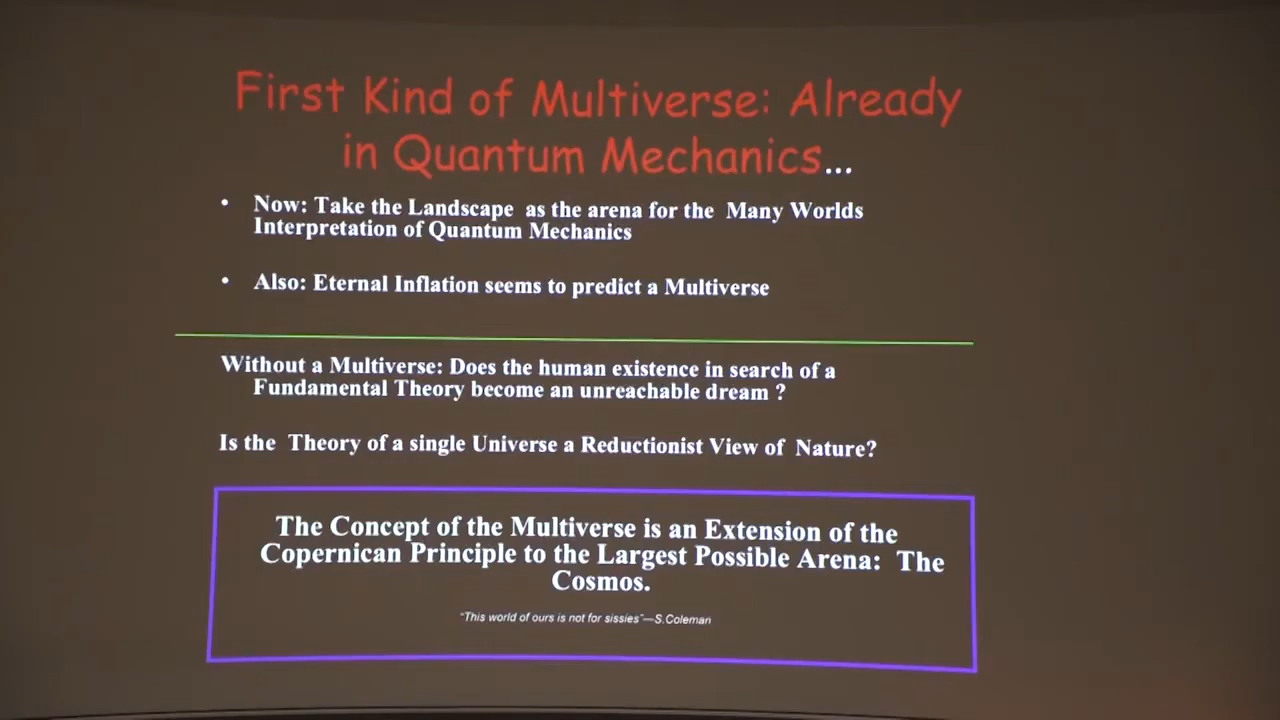 First Kind of Multiverse: Already
in Quantum Mechanics...
• Now: Take the Landscape as the arena for the Many Worlds
Interpretation of Quantum Mechanics
• Also: Eternal Inflation seems to predict a Multiverse
Without a Multiverse: Does the human existence in search of a
Fundamental Theory become an unreachable dream ?
Is the Theory of a single Universe a Reductionist View of Nature?
The Concept of the Multiverse is an Extension of the
Copernican Principle to the Largest Possible Arena: The
Cosmos.
"This world of ours is not for sissies"—S.Coleman